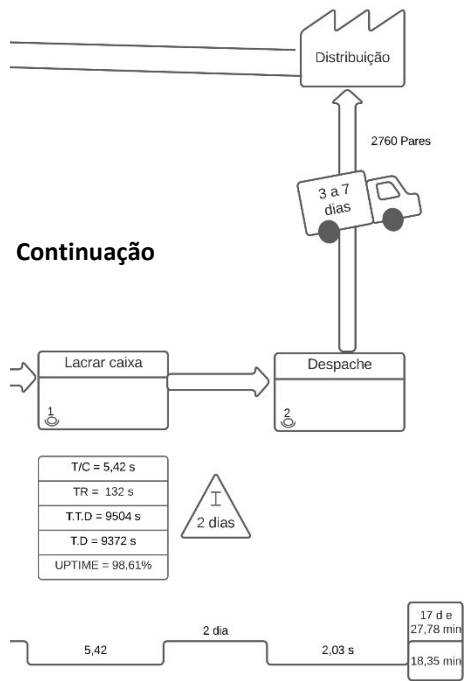 Distribuição
2760 Pares
3 a 7
dias
Continuação
Lacrar caixa
1
Despache
2
T/C = 5,42 s
TR = 132 s
T.T.D = 9504 s
T.D = 9372 s
UPTIME = 98,61%
I
2 dias
5,42
2 dia
2,03 s
17 d e
27,78 min
18,35 min